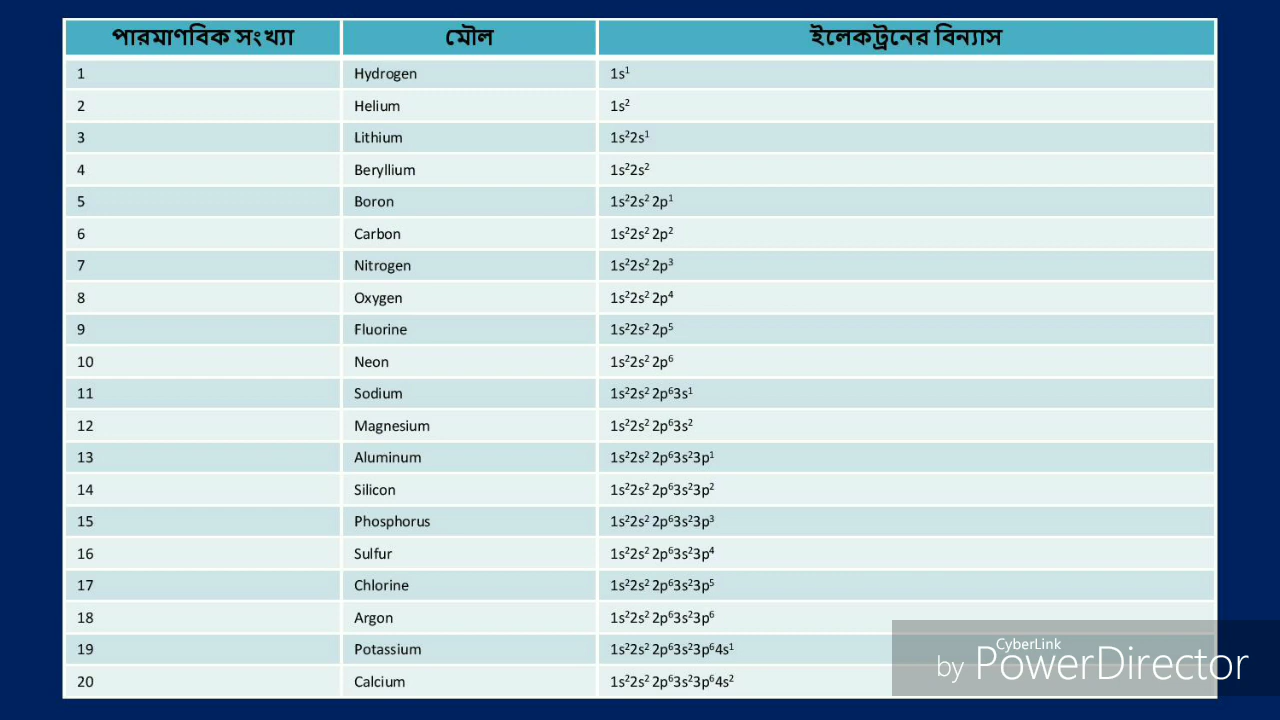 পারমাণবিক সংখ্যা মৌল ইলেকট্রনের বিন্যাস
1 Hydrogen 1s¹
2 Helium 1s²
3 Lithium 1s²2s¹
4 Beryllium 1s²2s²
5 Boron 1s²2s² 2p¹
6 Carbon 1s²2s² 2p²
7 Nitrogen 1s²2s² 2p³
8 Oxygen 1s²2s² 2p⁴
9 Fluorine 1s²2s² 2p⁵
10 Neon 1s²2s² 2p⁶
11 Sodium 1s²2s² 2p⁶3s¹
12 Magnesium 1s²2s² 2p⁶3s²
13 Aluminum 1s²2s² 2p⁶3s²3p¹
14 Silicon 1s²2s² 2p⁶3s²3p²
15 Phosphorus 1s²2s² 2p⁶3s²3p³
16 Sulfur 1s²2s² 2p⁶3s²3p⁴
17 Chlorine 1s²2s² 2p⁶3s²3p⁵
18 Argon 1s²2s² 2p⁶3s²3p⁶
19 Potassium 1s²2s² 2p⁶3s²3p⁶4s¹
20 Calcium 1s²2s² 2p⁶3s²3p⁶4s²
CyberLink
by PowerDirector